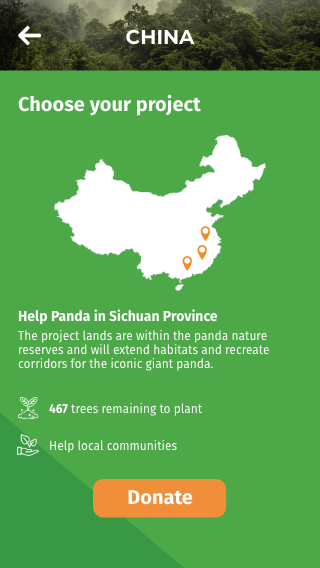 CHINA
Choose your project
Help Panda in Sichuan Province
The project lands are within the panda nature
reserves and will extend habitats and recreate
corridors for the iconic giant panda.
467 trees remaining to plant
Help local communities
Donate